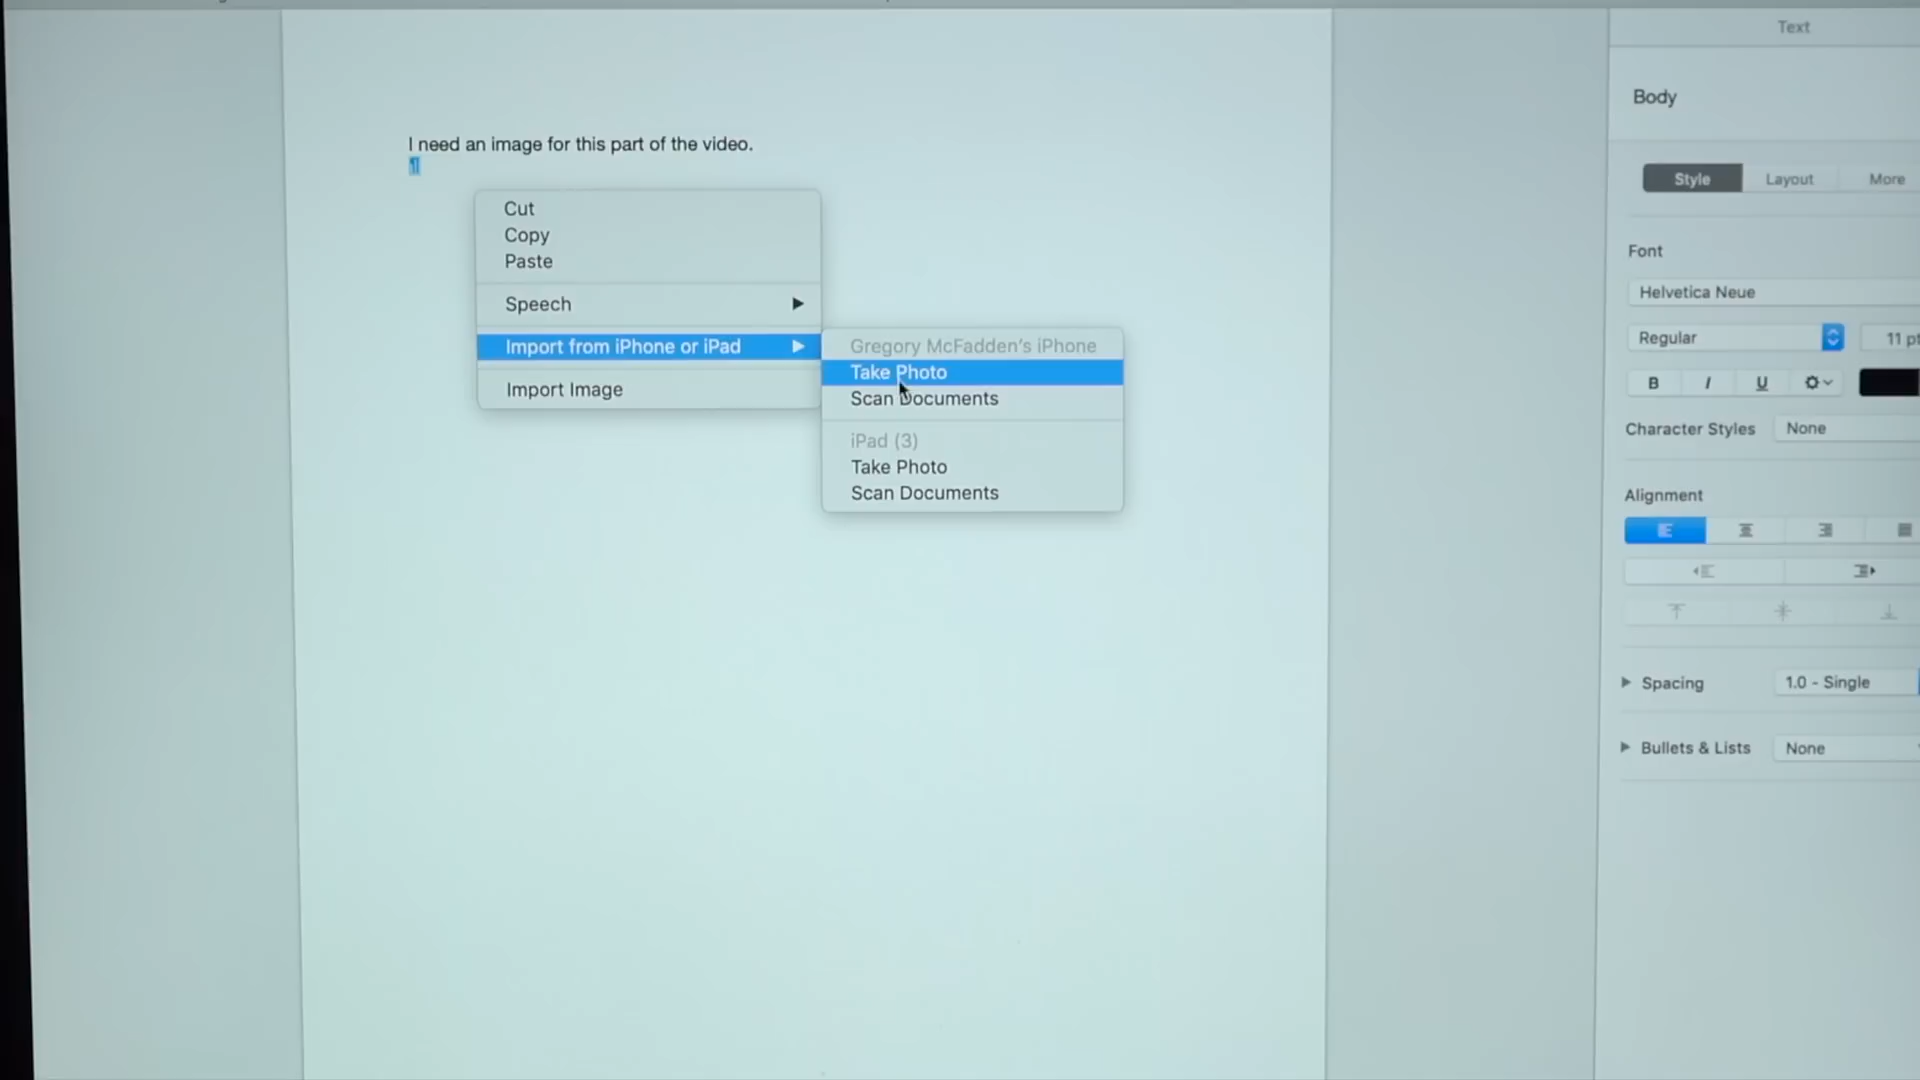 Text
Body
I need an image for this part of the video.
Cut
Copy
Paste
Speech
Import from iPhone or iPad
Import Image
Gregory McFadden's iPhone
Take Photo
Scan Documents
iPad (3)
Take Photo
Scan Documents
Style Layout More
Font
Helvetica Neue
Regular 11 pt
B I U
Character Styles None
Alignment
Spacing 1.0 - Single
Bullets & Lists None